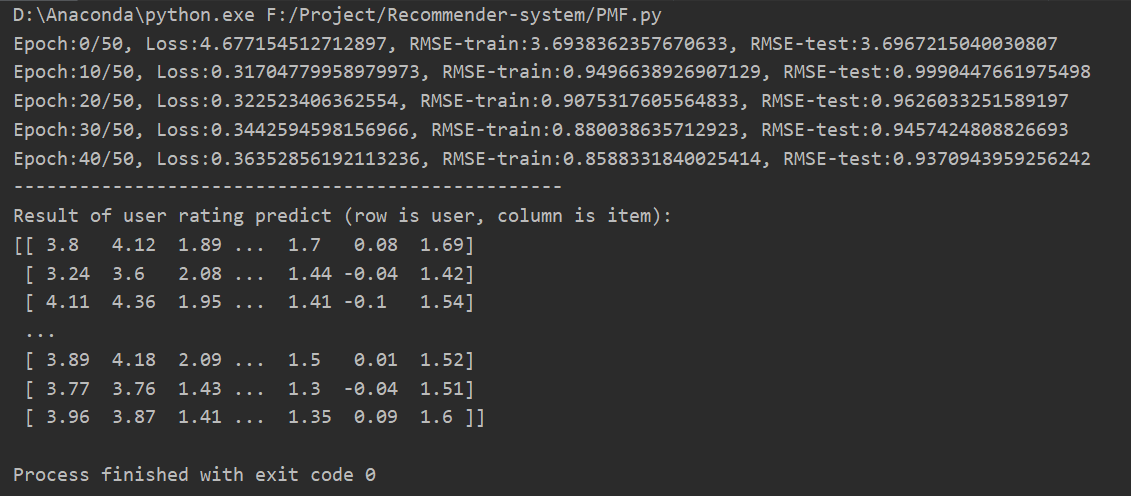 D:\Anaconda\python.exe F:/Project/Recommender-system/PMF.py
Epoch:0/50, Loss:4.677154512712897, RMSE-train:3.6938362357670633, RMSE-test:3.6967215040030807
Epoch:10/50, Loss:0.31704779958979973, RMSE-train:0.9496638926907129, RMSE-test:0.9990447661975498
Epoch:20/50, Loss:0.322523406362554, RMSE-train:0.9075317605564833, RMSE-test:0.9626033251589197
Epoch:30/50, Loss:0.3442594598156966, RMSE-train:0.880038635712923, RMSE-test:0.9457424808826693
Epoch:40/50, Loss:0.36352856192113236, RMSE-train:0.8588331840025414, RMSE-test:0.9370943959256242
--------------------------------------------------
Result of user rating predict (row is user, column is item):
[[ 3.8   4.12  1.89 ...  1.7   0.08  1.69]
 [ 3.24  3.6   2.08 ...  1.44 -0.04  1.42]
 [ 4.11  4.36  1.95 ...  1.41 -0.1   1.54]
 ...
 [ 3.89  4.18  2.09 ...  1.5   0.01  1.52]
 [ 3.77  3.76  1.43 ...  1.3  -0.04  1.51]
 [ 3.96  3.87  1.41 ...  1.35  0.09  1.6 ]]
Process finished with exit code 0